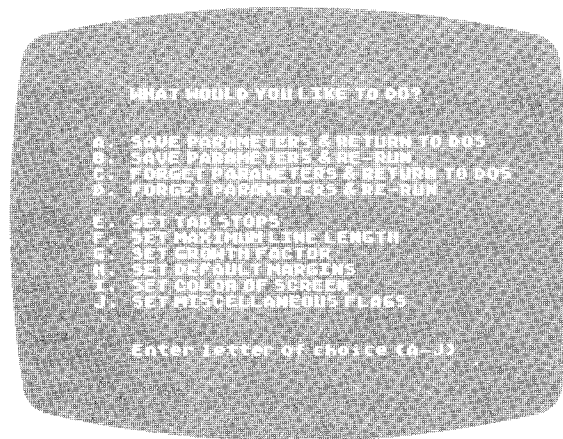 WHAT WOULD YOU LIKE TO DO?
A. SAVE PARAMETERS & RETURN TO DOS
B. SAVE PARAMETERS & RE-RUN
C. FORGET PARAMETERS & RETURN TO DOS
D. FORGET PARAMETERS & RE-RUN
E. SET TAB STOPS
F. SET MAXIMUM LINE LENGTH
G. SET GROWTH FACTOR
H. SET DEFAULT MARGINS
I. SET COLOR OF SCREEN
J. SET MISCELLANEOUS FLAGS
Enter letter of choice (A-J)